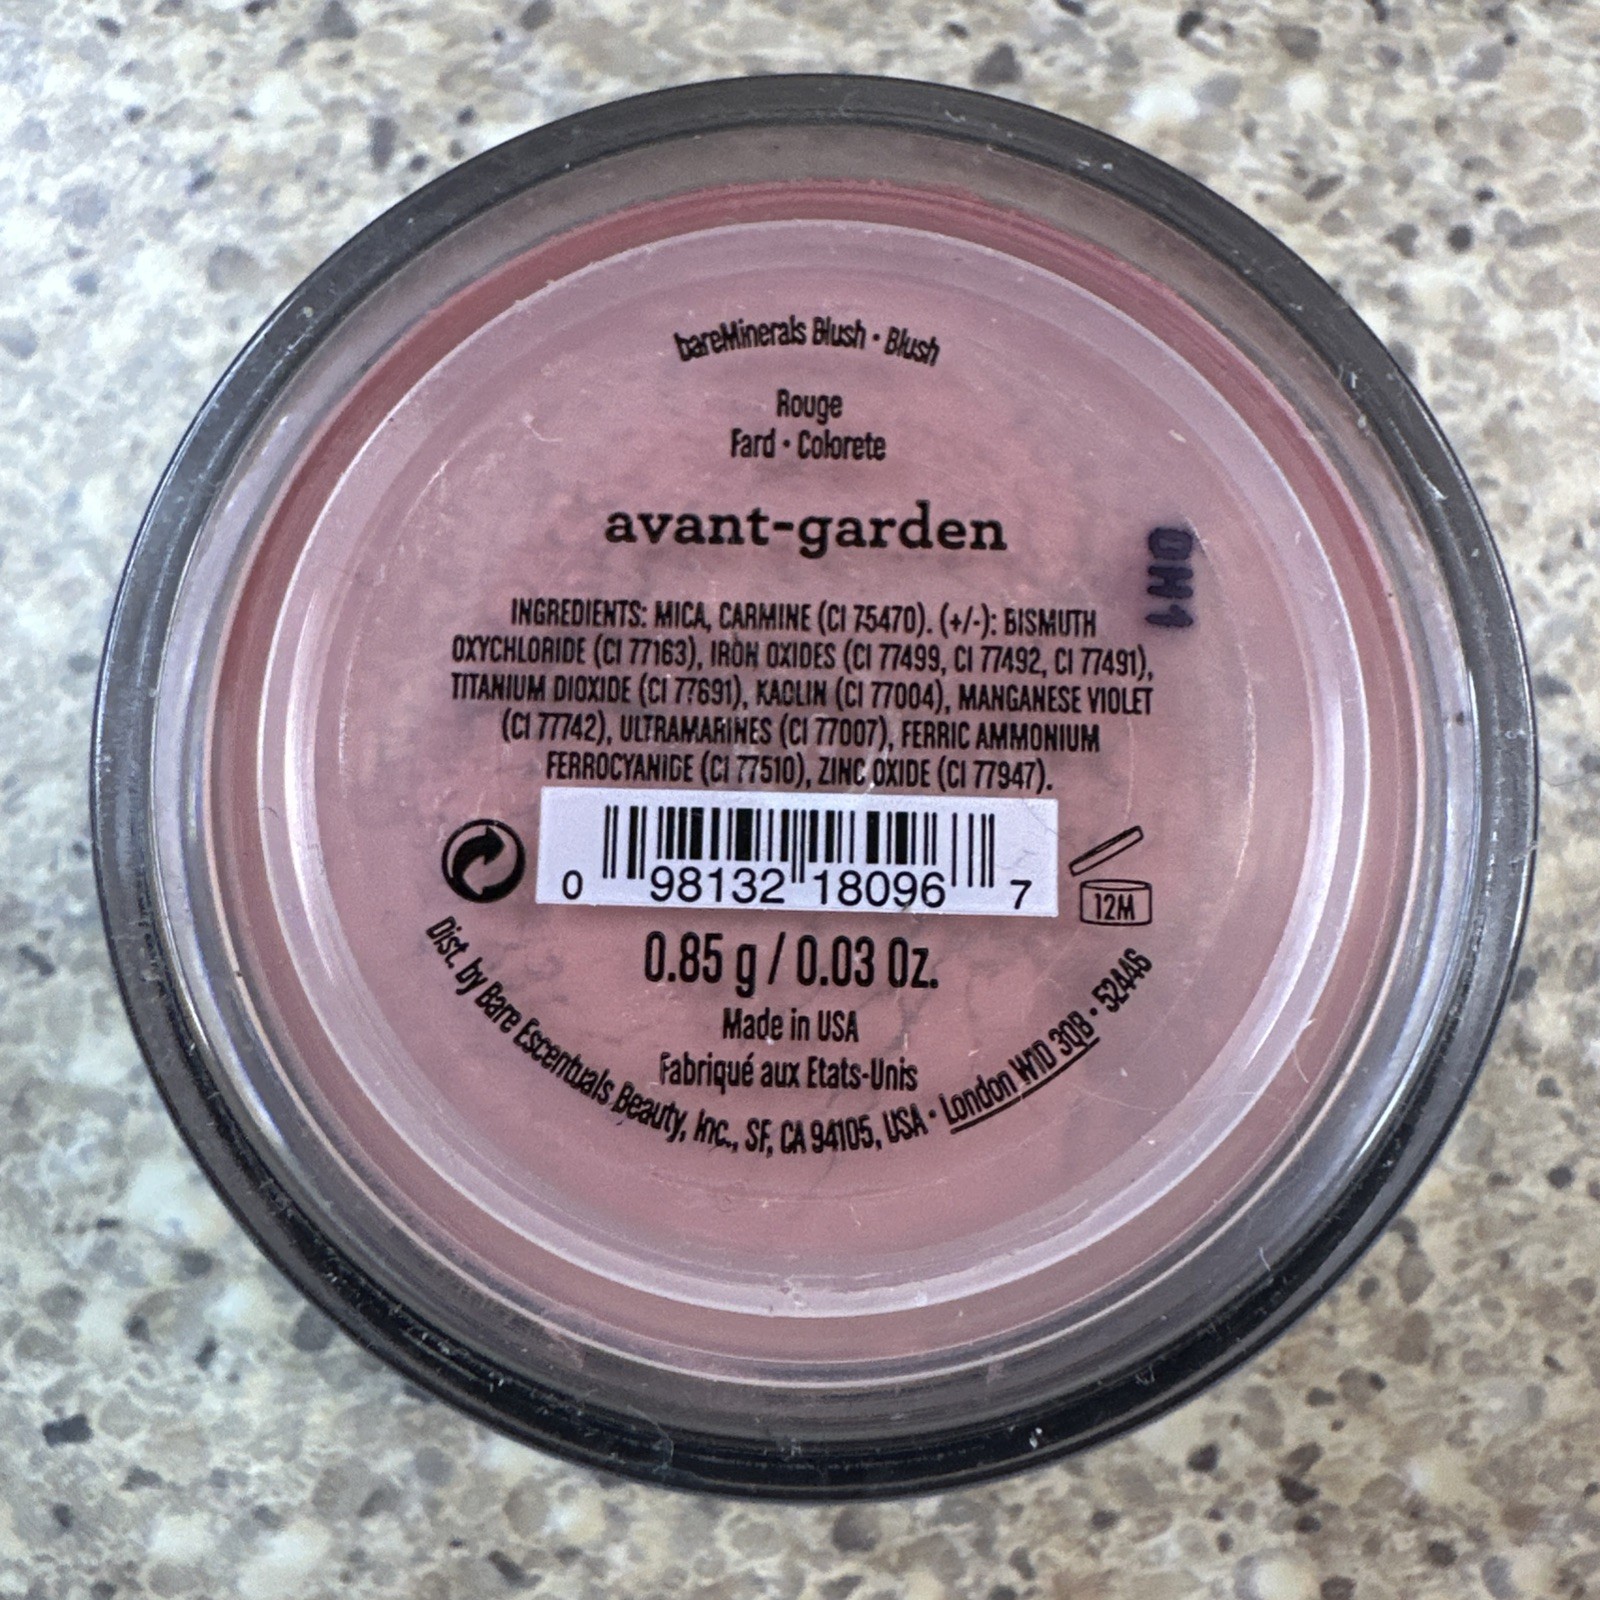 bareMinerals Blush • Blush
Rouge
Fard • Colorete
avant-garden
DH1
INGREDIENTS: MICA, CARMINE (CI 75470). (+/-): BISMUTH
OXYCHLORIDE (CI 77163), IRON OXIDES (CI 77499, CI 77492, CI 77491),
TITANIUM DIOXIDE (CI 77891), KAOLIN (CI 77004), MANGANESE VIOLET
(CI 77742), ULTRAMARINES (CI 77007), FERRIC AMMONIUM
FERROCYANIDE (CI 77510), ZINC OXIDE (CI 77947).
0 98132 18096 7
12M
0.85 g / 0.03 Oz.
Made in USA
Fabriqué aux Etats-Unis
Dist. by Bare Escentuals Beauty, Inc., SF, CA 94105, USA • London W1D 3QB • 52446